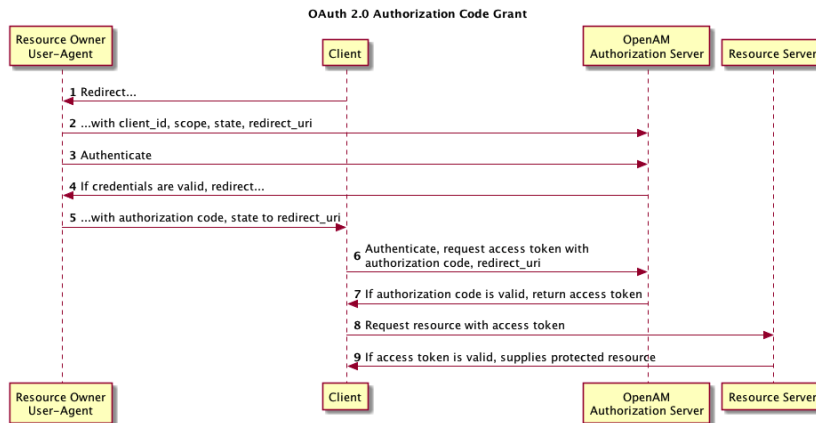 OAuth 2.0 Authorization Code Grant
Resource Owner
User-Agent
Client
OpenAM
Authorization Server
Resource Server
1 Redirect...
2 ...with client_id, scope, state, redirect_uri
3 Authenticate
4 If credentials are valid, redirect...
5 ...with authorization code, state to redirect_uri
6 Authenticate, request access token with
authorization code, redirect_uri
7 If authorization code is valid, return access token
8 Request resource with access token
9 If access token is valid, supplies protected resource
Resource Owner
User-Agent
Client
OpenAM
Authorization Server
Resource Server